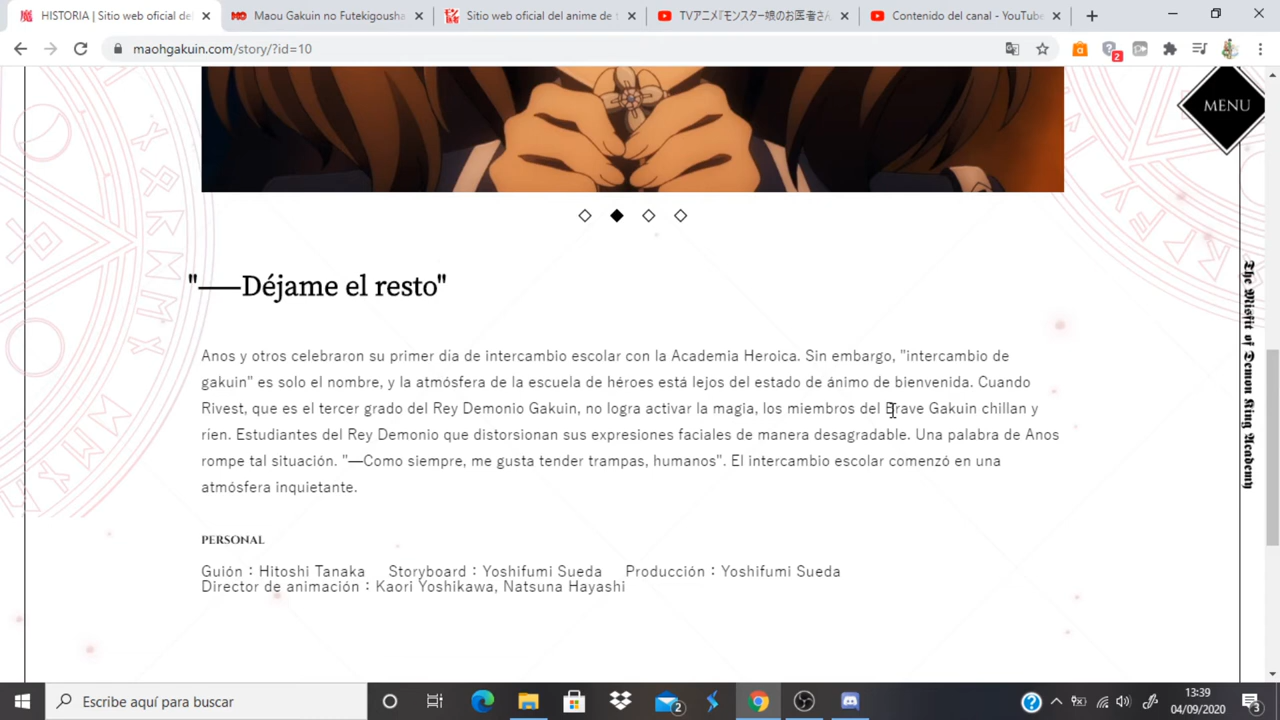 HISTORIA | Sitio web oficial del
Maou Gakuin no Futekigousha
Sitio web oficial del anime de
TVアニメ『モンスター娘のお医者さん
Contenido del canal - YouTube
maohgakuin.com/story/?id=10
2
MENU
"——Déjame el resto"
Anos y otros celebraron su primer día de intercambio escolar con la Academia Heroica. Sin embargo, "intercambio de
gakuin" es solo el nombre, y la atmósfera de la escuela de héroes está lejos del estado de ánimo de bienvenida. Cuando
Rivest, que es el tercer grado del Rey Demonio Gakuin, no logra activar la magia, los miembros del Brave Gakuin chillan y
ríen. Estudiantes del Rey Demonio que distorsionan sus expresiones faciales de manera desagradable. Una palabra de Anos
rompe tal situación. "—Como siempre, me gusta tender trampas, humanos". El intercambio escolar comenzó en una
atmósfera inquietante.
PERSONAL
Guión：Hitoshi Tanaka Storyboard：Yoshifumi Sueda Producción：Yoshifumi Sueda
Director de animación：Kaori Yoshikawa, Natsuna Hayashi
The Misfit of Demon King Academy
Escribe aquí para buscar
2
13:39
04/09/2020
3